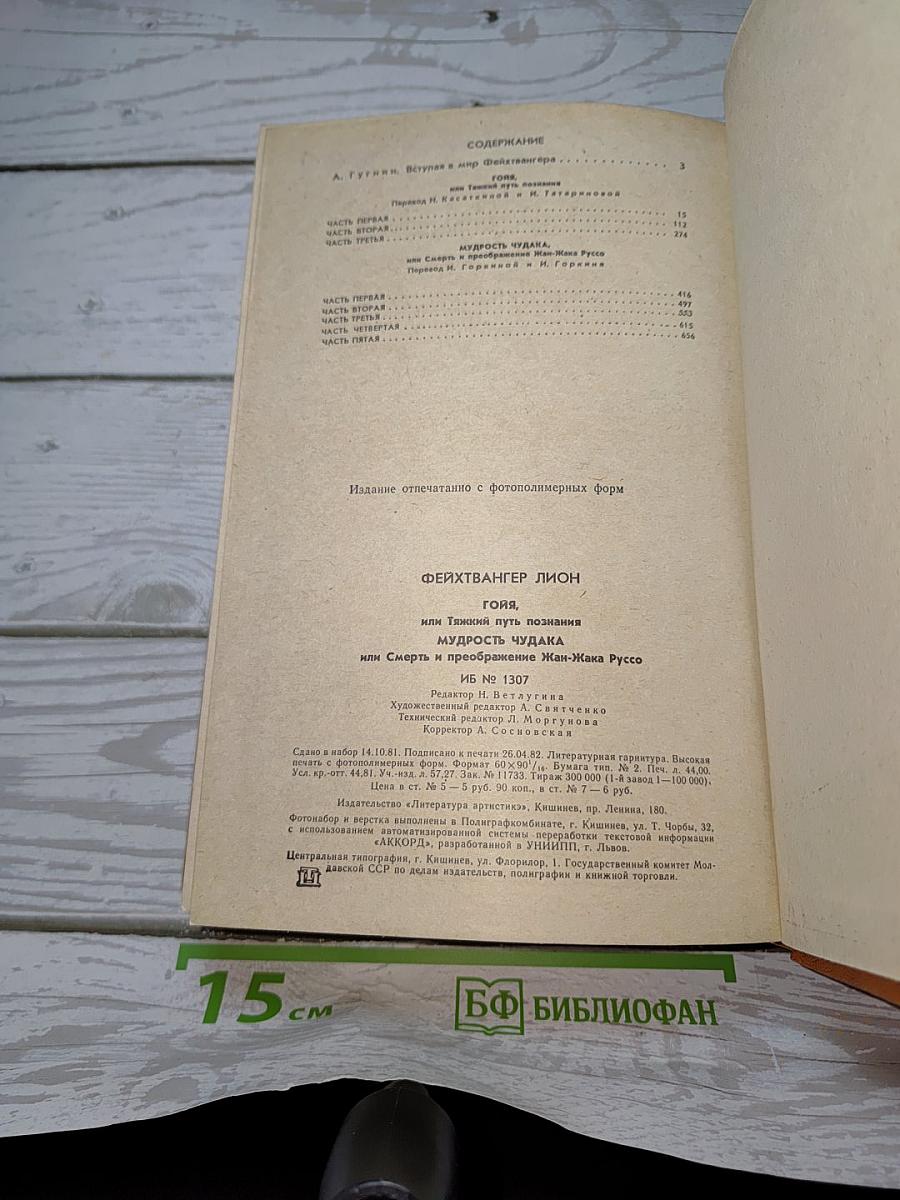 СОДЕРЖАНИЕ
А. Гугнин. Вступая в мир Фейхтвангера . . . . . . . . . . . . . 3
ГОЙЯ,
или Тяжкий путь познания
Перевод Н. Касаткиной и И. Татариновой
ЧАСТЬ ПЕРВАЯ . . . . . . . . . . . . . 15
ЧАСТЬ ВТОРАЯ . . . . . . . . . . . . . 112
ЧАСТЬ ТРЕТЬЯ . . . . . . . . . . . . . 274
МУДРОСТЬ ЧУДАКА,
или Смерть и преображение Жан-Жака Руссо
Перевод И. Горкиной и И. Горкина
ЧАСТЬ ПЕРВАЯ . . . . . . . . . . . . . 416
ЧАСТЬ ВТОРАЯ . . . . . . . . . . . . . 497
ЧАСТЬ ТРЕТЬЯ . . . . . . . . . . . . . 553
ЧАСТЬ ЧЕТВЕРТАЯ . . . . . . . . . . . . . 615
ЧАСТЬ ПЯТАЯ . . . . . . . . . . . . . 656
Издание отпечатанно с фотополимерных форм
ФЕЙХТВАНГЕР ЛИОН
ГОЙЯ,
или Тяжкий путь познания
МУДРОСТЬ ЧУДАКА
или Смерть и преображение Жан-Жака Руссо
ИБ № 1307
Редактор Н. Ветлугина
Художественный редактор А. Святченко
Технический редактор Л. Моргунова
Корректор А. Сосновская
Сдано в набор 14.10.81. Подписано к печати 26.04.82. Литературная гарнитура. Высокая
печать с фотополимерных форм. Формат 60×90¹/₁₆. Бумага тип. № 2. Печ. л. 44,00.
Усл. кр.-отт. 44,81. Уч.-изд. л. 57,27. Зак. № 11733. Тираж 300 000 (1-й завод 1—100 000).
Цена в ст. № 5 — 5 руб. 90 коп., в ст. № 7 — 6 руб.
Издательство «Литература артистикэ», Кишинев, пр. Ленина, 180.
Фотонабор и верстка выполнены в Полиграфкомбинате, г. Кишинев, ул. Т. Чорбы, 32,
с использованием автоматизированной системы переработки текстовой информации
«АККОРД», разработанной в УНИИПП, г. Львов.
Центральная типография, г. Кишинев, ул. Флорилор, 1. Государственный комитет Мол-
давской ССР по делам издательств, полиграфии и книжной торговли.
15 см
БФ БИБЛИОФАН